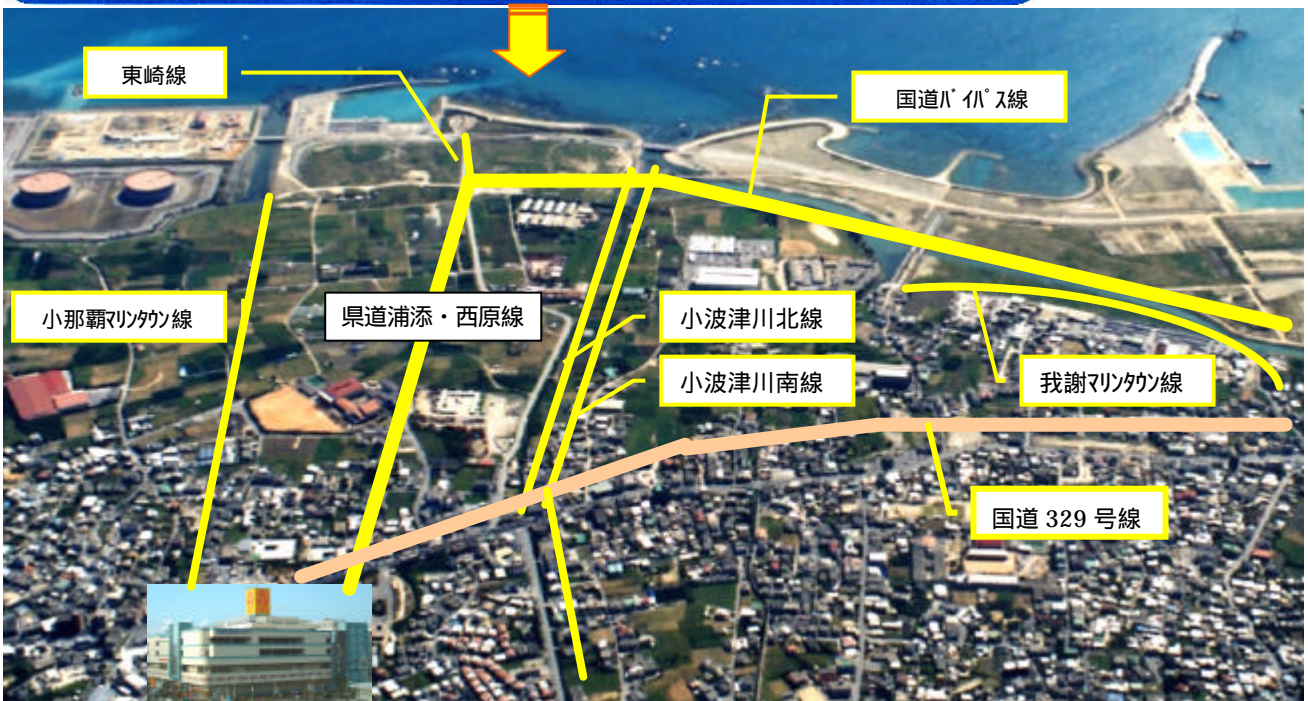 東崎線
国道ﾊﾞｲﾊﾟｽ線
小那覇ﾏﾘﾝﾀｳﾝ線
県道浦添・西原線
小波津川北線
小波津川南線
我謝ﾏﾘﾝﾀｳﾝ線
国道 329 号線